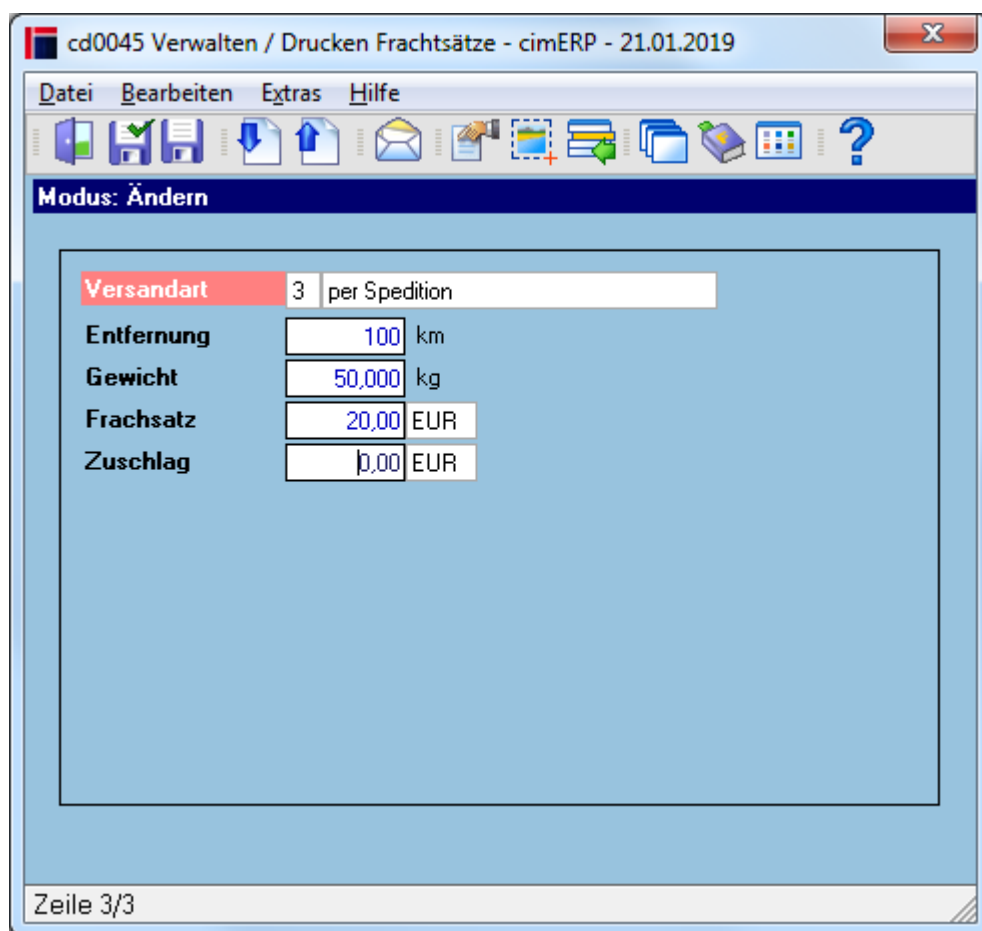 cd0045 Verwalten / Drucken Frachtsätze - cimERP - 21.01.2019
Datei Bearbeiten Extras Hilfe
Modus: Ändern
Versandart 3 per Spedition
Entfernung 100 km
Gewicht 50,000 kg
Frachsatz 20,00 EUR
Zuschlag 0,00 EUR
Zeile 3/3